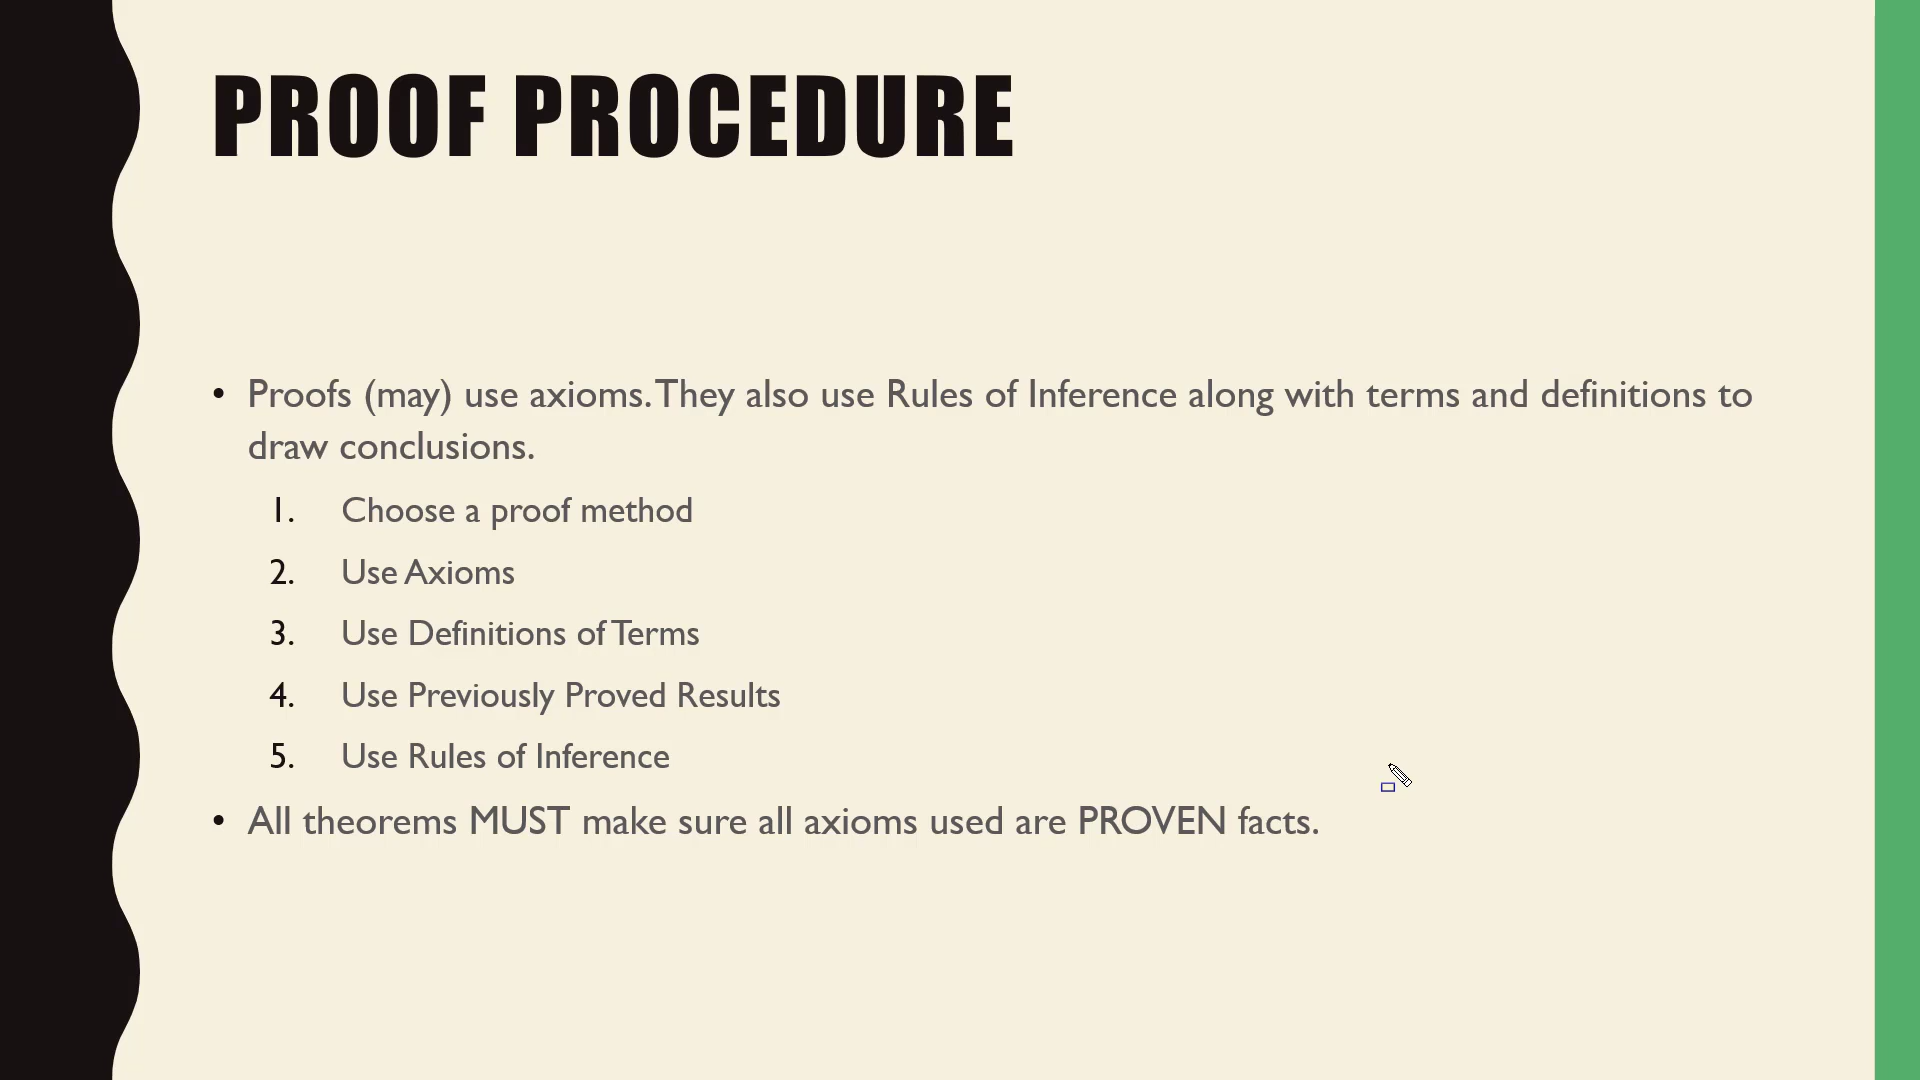 PROOF PROCEDURE
• Proofs (may) use axioms. They also use Rules of Inference along with terms and definitions to
draw conclusions.
1. Choose a proof method
2. Use Axioms
3. Use Definitions of Terms
4. Use Previously Proved Results
5. Use Rules of Inference
• All theorems MUST make sure all axioms used are PROVEN facts.